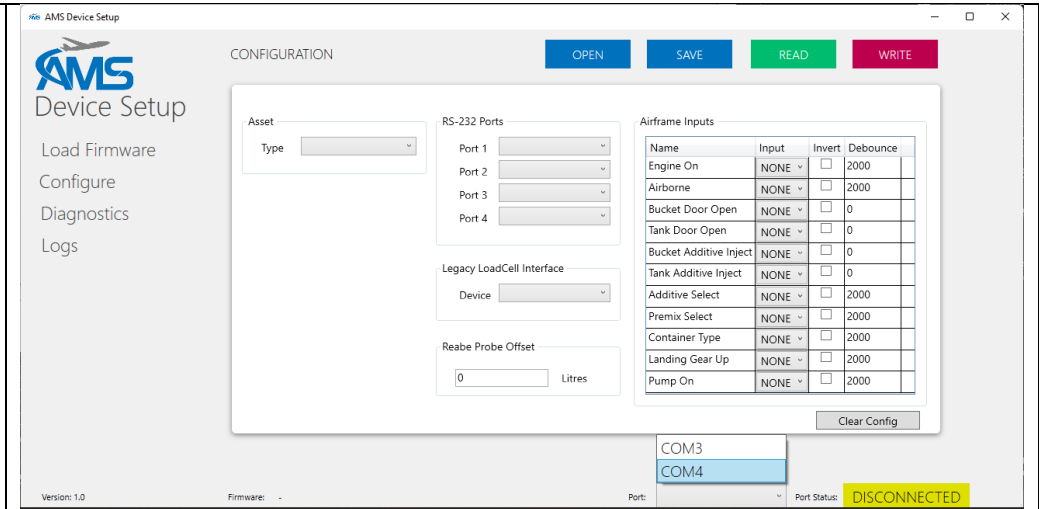 AMS Device Setup
AMS
Device Setup
Load Firmware
Configure
Diagnostics
Logs
CONFIGURATION
OPEN SAVE READ WRITE
Asset
Type
RS-232 Ports
Port 1
Port 2
Port 3
Port 4
Legacy LoadCell Interface
Device
Reabe Probe Offset
0 Litres
Airframe Inputs
Name Input Invert Debounce
Engine On NONE 2000
Airborne NONE 2000
Bucket Door Open NONE 0
Tank Door Open NONE 0
Bucket Additive Inject NONE 0
Tank Additive Inject NONE 0
Additive Select NONE 2000
Premix Select NONE 2000
Container Type NONE 2000
Landing Gear Up NONE 2000
Pump On NONE 2000
Clear Config
COM3
COM4
Version: 1.0 Firmware: - Port: Port Status: DISCONNECTED